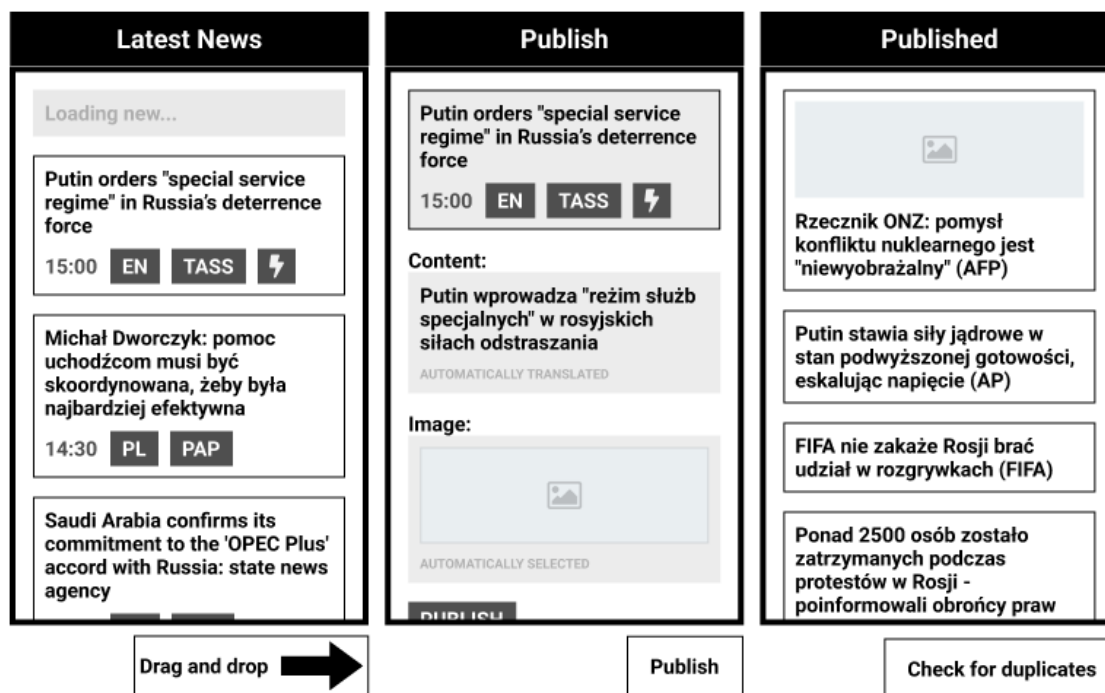 Latest News
Loading new...
Putin orders "special service
regime" in Russia's deterrence
force
15:00 EN TASS
Michał Dworczyk: pomoc
uchodźcom musi być
skoordynowana, żeby była
najbardziej efektywna
14:30 PL PAP
Saudi Arabia confirms its
commitment to the 'OPEC Plus'
accord with Russia: state news
agency
Drag and drop
Publish
Putin orders "special service
regime" in Russia's deterrence
force
15:00 EN TASS
Content:
Putin wprowadza "reżim służb
specjalnych" w rosyjskich
siłach odstraszania
AUTOMATICALLY TRANSLATED
Image:
AUTOMATICALLY SELECTED
PUBLISH
Publish
Published
Rzecznik ONZ: pomysł
konfliktu nuklearnego jest
"niewyobrażalny" (AFP)
Putin stawia siły jądrowe w
stan podwyższonej gotowości,
eskalując napięcie (AP)
FIFA nie zakaże Rosji brać
udział w rozgrywkach (FIFA)
Ponad 2500 osób zostało
zatrzymanych podczas
protestów w Rosji -
poinformowali obrońcy praw
Check for duplicates